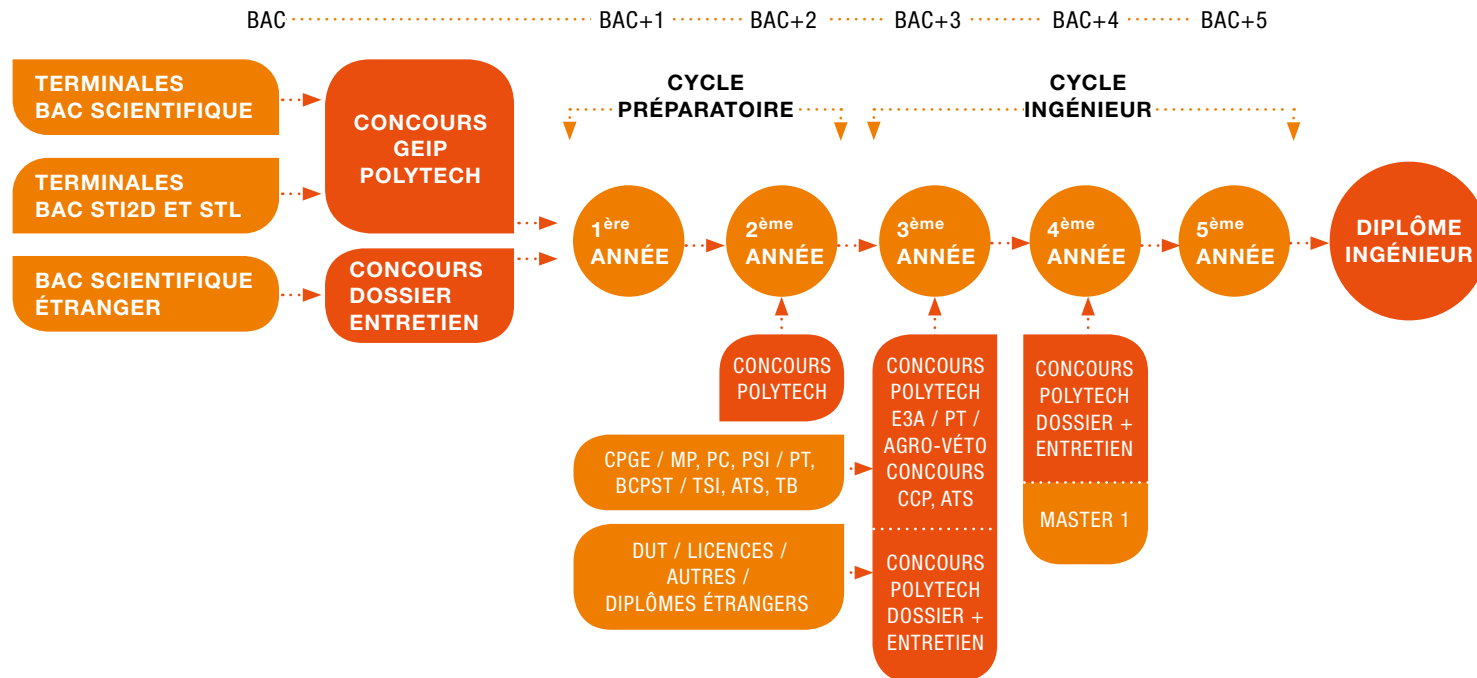 BAC BAC+1 BAC+2 BAC+3 BAC+4 BAC+5
TERMINALES
BAC SCIENTIFIQUE
TERMINALES
BAC STI2D ET STL
BAC SCIENTIFIQUE
ÉTRANGER
CONCOURS
GEIP
POLYTECH
CONCOURS
DOSSIER
ENTRETIEN
CYCLE
PRÉPARATOIRE
CYCLE
INGÉNIEUR
1ère
ANNÉE
2ème
ANNÉE
3ème
ANNÉE
4ème
ANNÉE
5ème
ANNÉE
DIPLÔME
INGÉNIEUR
CONCOURS
POLYTECH
CPGE / MP, PC, PSI / PT,
BCPST / TSI, ATS, TB
DUT / LICENCES /
AUTRES /
DIPLÔMES ÉTRANGERS
CONCOURS
POLYTECH
E3A / PT /
AGRO-VÉTO
CONCOURS
CCP, ATS
CONCOURS
POLYTECH
DOSSIER +
ENTRETIEN
CONCOURS
POLYTECH
DOSSIER +
ENTRETIEN
MASTER 1